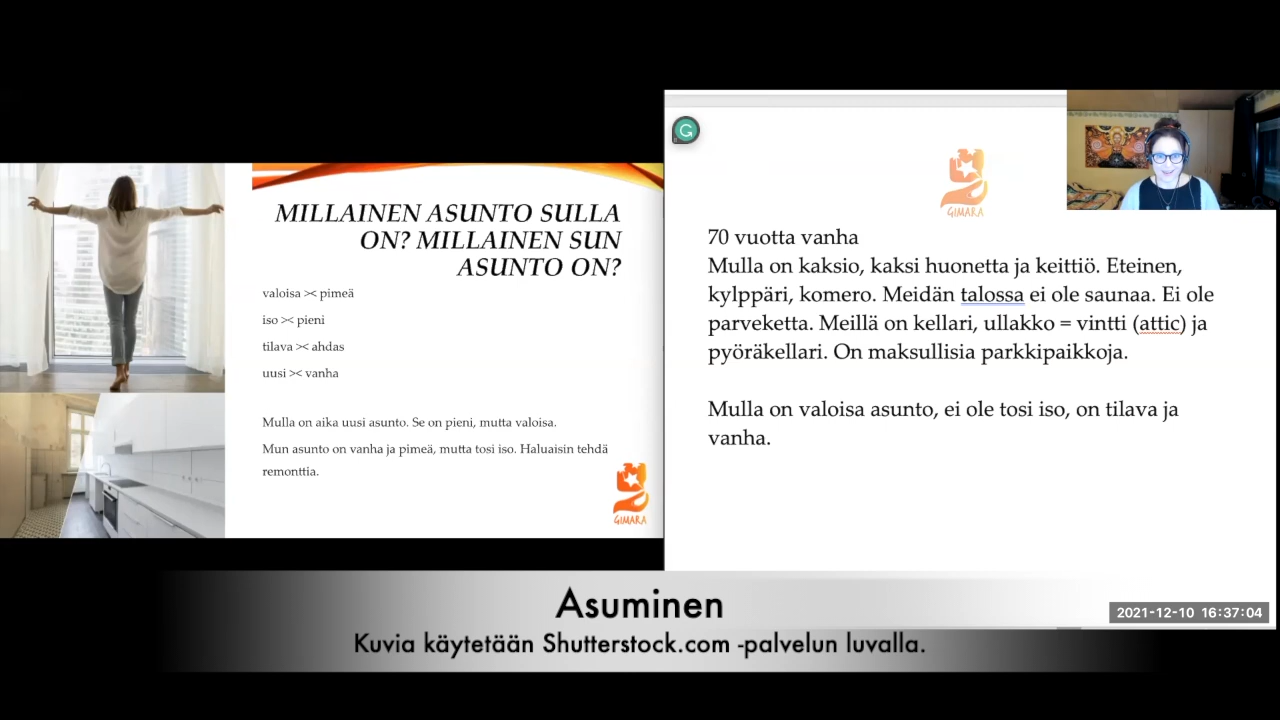 MILLAINEN ASUNTO SULLA
ON? MILLAINEN SUN
ASUNTO ON?
valoisa >< pimeä
iso >< pieni
tilava >< ahdas
uusi >< vanha
Mulla on aika uusi asunto. Se on pieni, mutta valoisa.
Mun asunto on vanha ja pimeä, mutta tosi iso. Haluaisin tehdä
remonttia.
GIMARA
G
GIMARA
70 vuotta vanha
Mulla on kaksio, kaksi huonetta ja keittiö. Eteinen,
kylppäri, komero. Meidän talossa ei ole saunaa. Ei ole
parveketta. Meillä on kellari, ullakko = vintti (attic) ja
pyöräkellari. On maksullisia parkkipaikkoja.
Mulla on valoisa asunto, ei ole tosi iso, on tilava ja
vanha.
2021-12-10 16:37:04
Asuminen
Kuvia käytetään Shutterstock.com -palvelun luvalla.